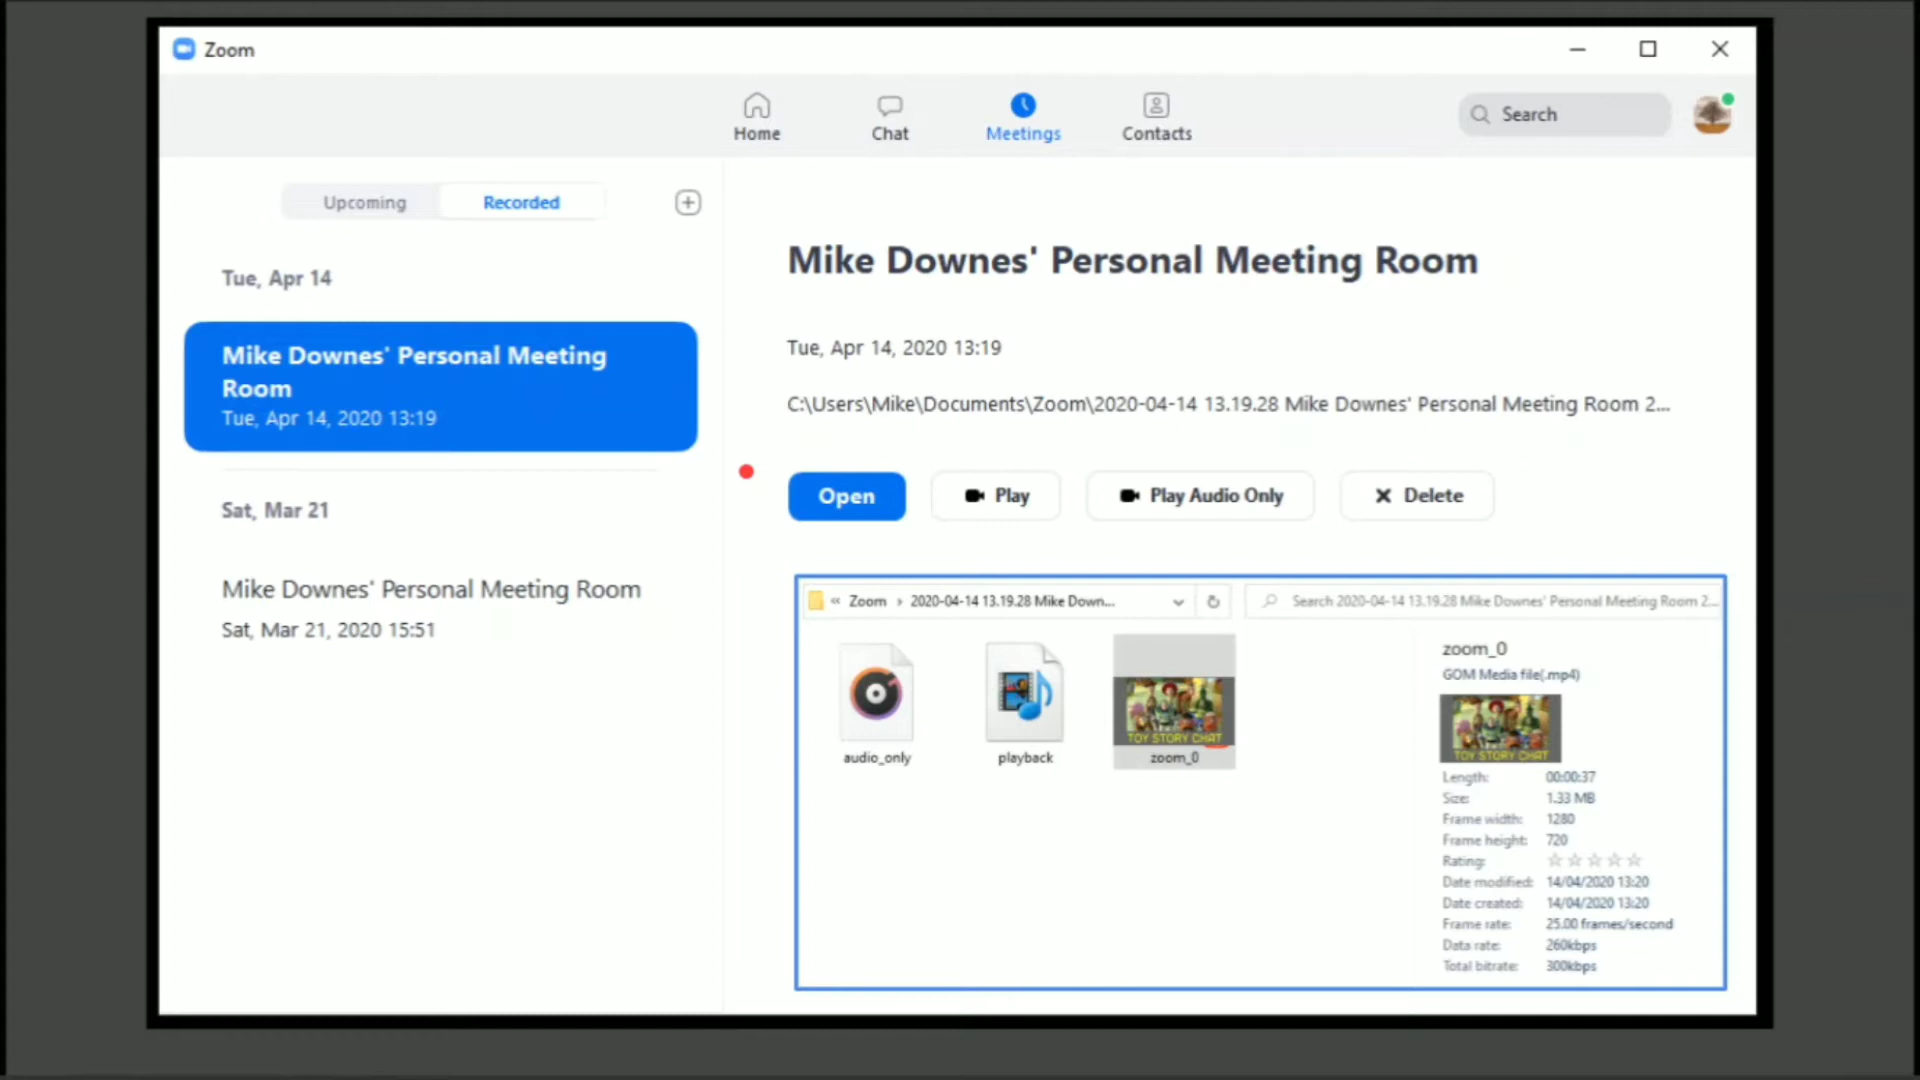 Zoom
Home
Chat
Meetings
Contacts
Search
Upcoming
Recorded
Tue, Apr 14
Mike Downes' Personal Meeting
Room
Tue, Apr 14, 2020 13:19
Sat, Mar 21
Mike Downes' Personal Meeting Room
Sat, Mar 21, 2020 15:51
Mike Downes' Personal Meeting Room
Tue, Apr 14, 2020 13:19
C:\Users\Mike\Documents\Zoom\2020-04-14 13.19.28 Mike Downes' Personal Meeting Room 2...
Open
Play
Play Audio Only
Delete
« Zoom › 2020-04-14 13.19.28 Mike Down...
Search 2020-04-14 13.19.28 Mike Downes' Personal Meeting Room 2...
audio_only
playback
TOY STORY CHAT
zoom_0
zoom_0
GOM Media file(.mp4)
TOY STORY CHAT
Length: 00:00:37
Size: 1.33 MB
Frame width: 1280
Frame height: 720
Rating:
Date modified: 14/04/2020 13:20
Date created: 14/04/2020 13:20
Frame rate: 25.00 frames/second
Data rate: 260kbps
Total bitrate: 300kbps